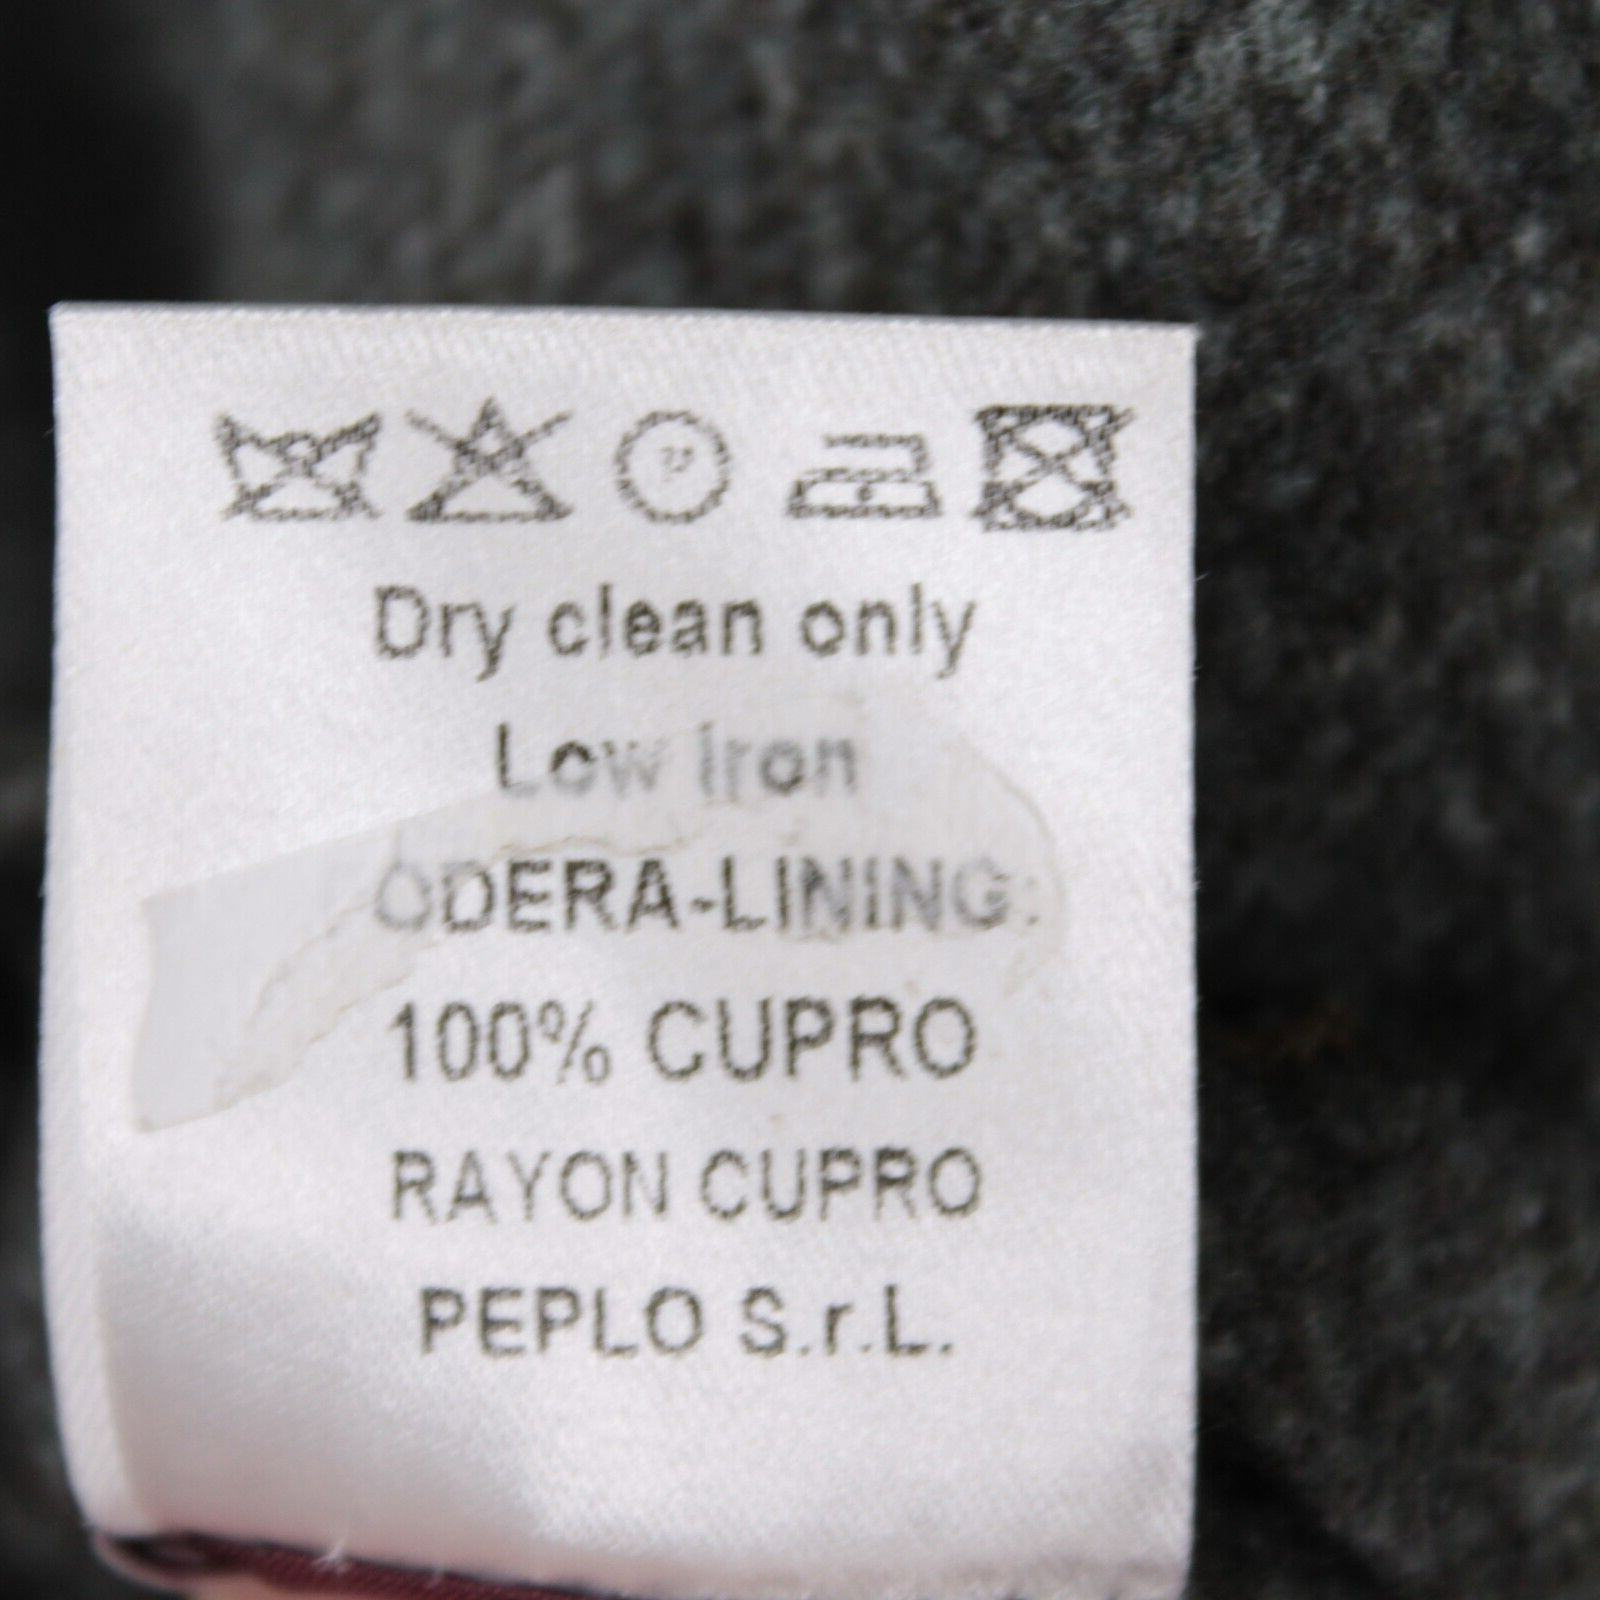 P
Dry clean only
Low Iron
ODERA-LINING:
100% CUPRO
RAYON CUPRO
PEPLO S.r.L.